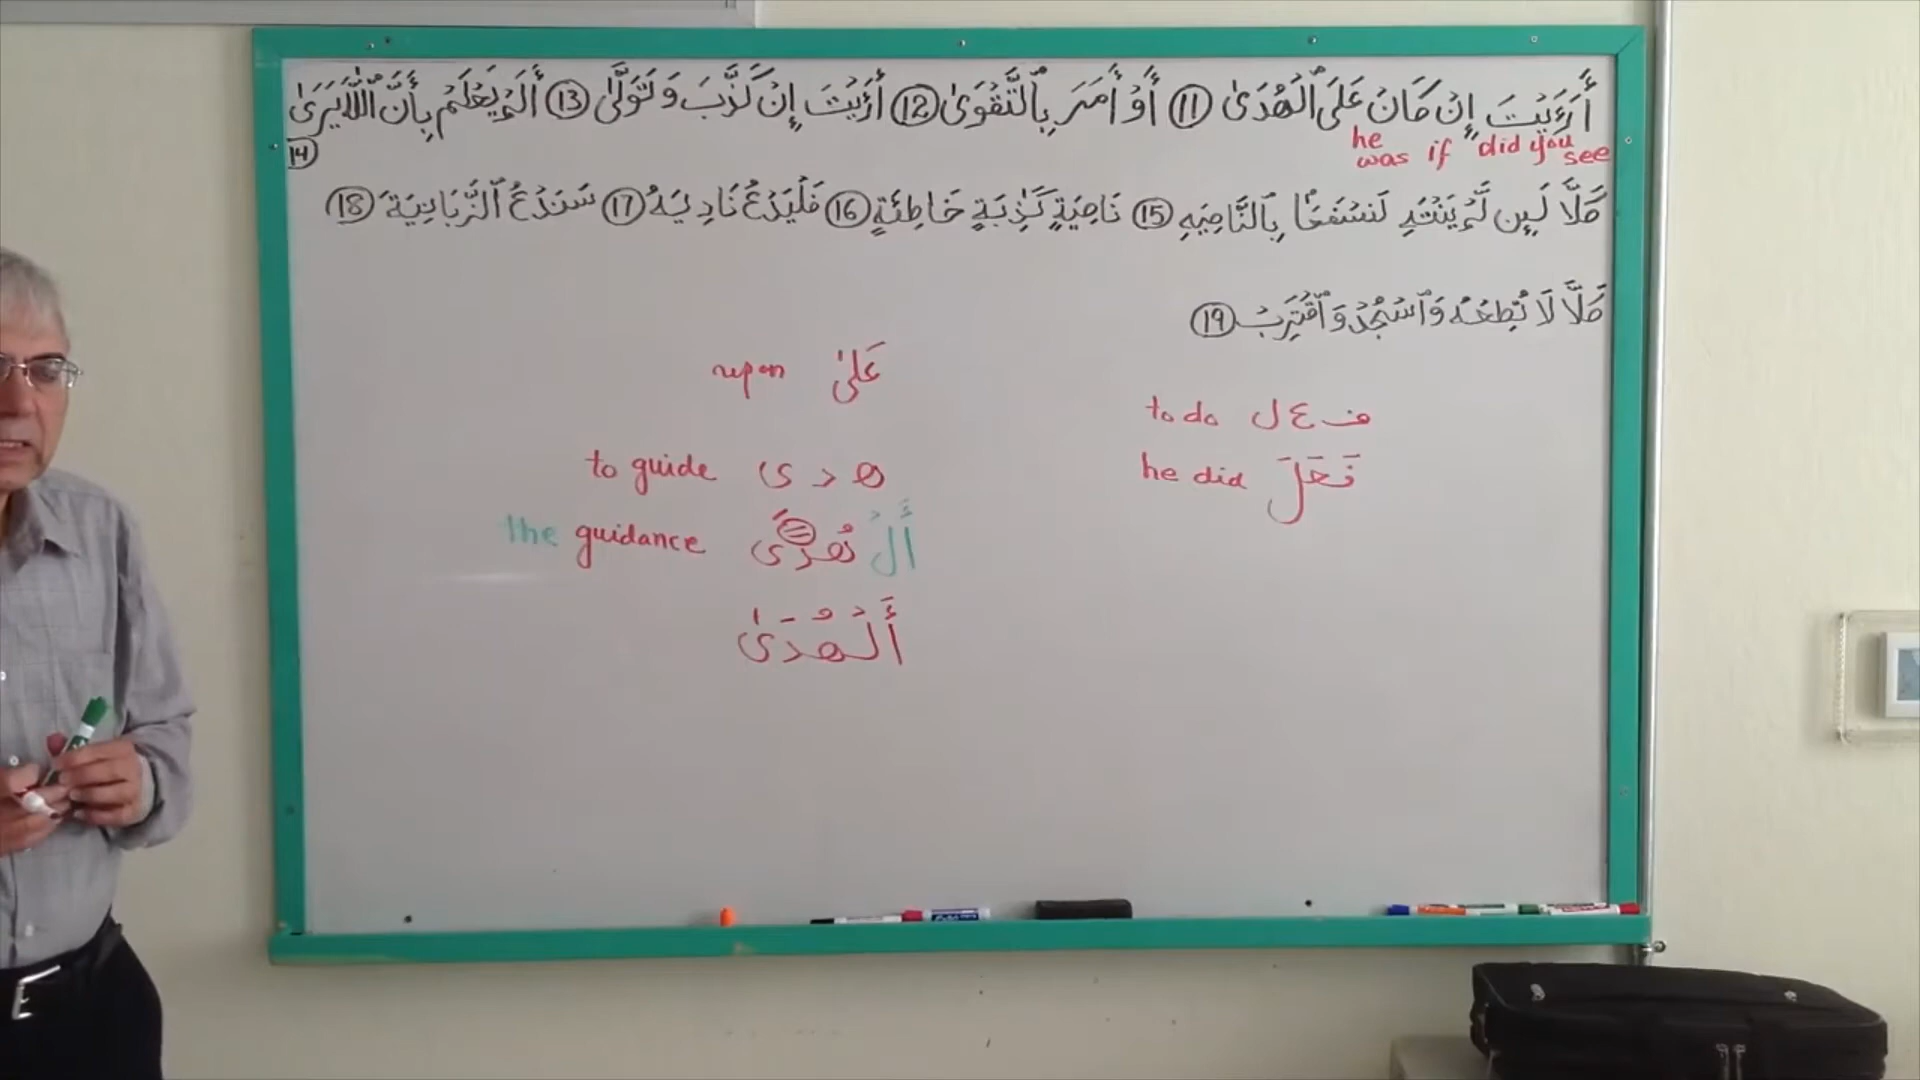 أَرَءَيْتَ إِنْ كَانَ عَلَى ٱلْهُدَىٰ ⑪ أَوْ أَمَرَ بِٱلتَّقْوَىٰ ⑫ أَرَءَيْتَ إِنْ كَذَّبَ وَ تَوَلَّىٰ ⑬ أَلَمْ يَعْلَمْ بِأَنَّ ٱللَّهَ يَرَىٰ
⑭
he was if "did you see
كَلَّا لَئِن لَّمْ يَنْتَهِ لَنَسْفَعًا بِٱلنَّاصِيَةِ ⑮ نَاصِيَةٍ كَٰذِبَةٍ خَاطِئَةٍ ⑯ فَلْيَدْعُ نَادِيَهُ ⑰ سَنَدْعُ ٱلزَّبَانِيَةَ ⑱
كَلَّا لَا تُطِعْهُ وَٱسْجُدْ وَٱقْتَرِبْ ⑲
upon عَلَىٰ
to do ف ع ل
to guide ه د ى
he did فَعَلَ
the guidance أَلْ هُدًى
أَلْهُدَىٰ